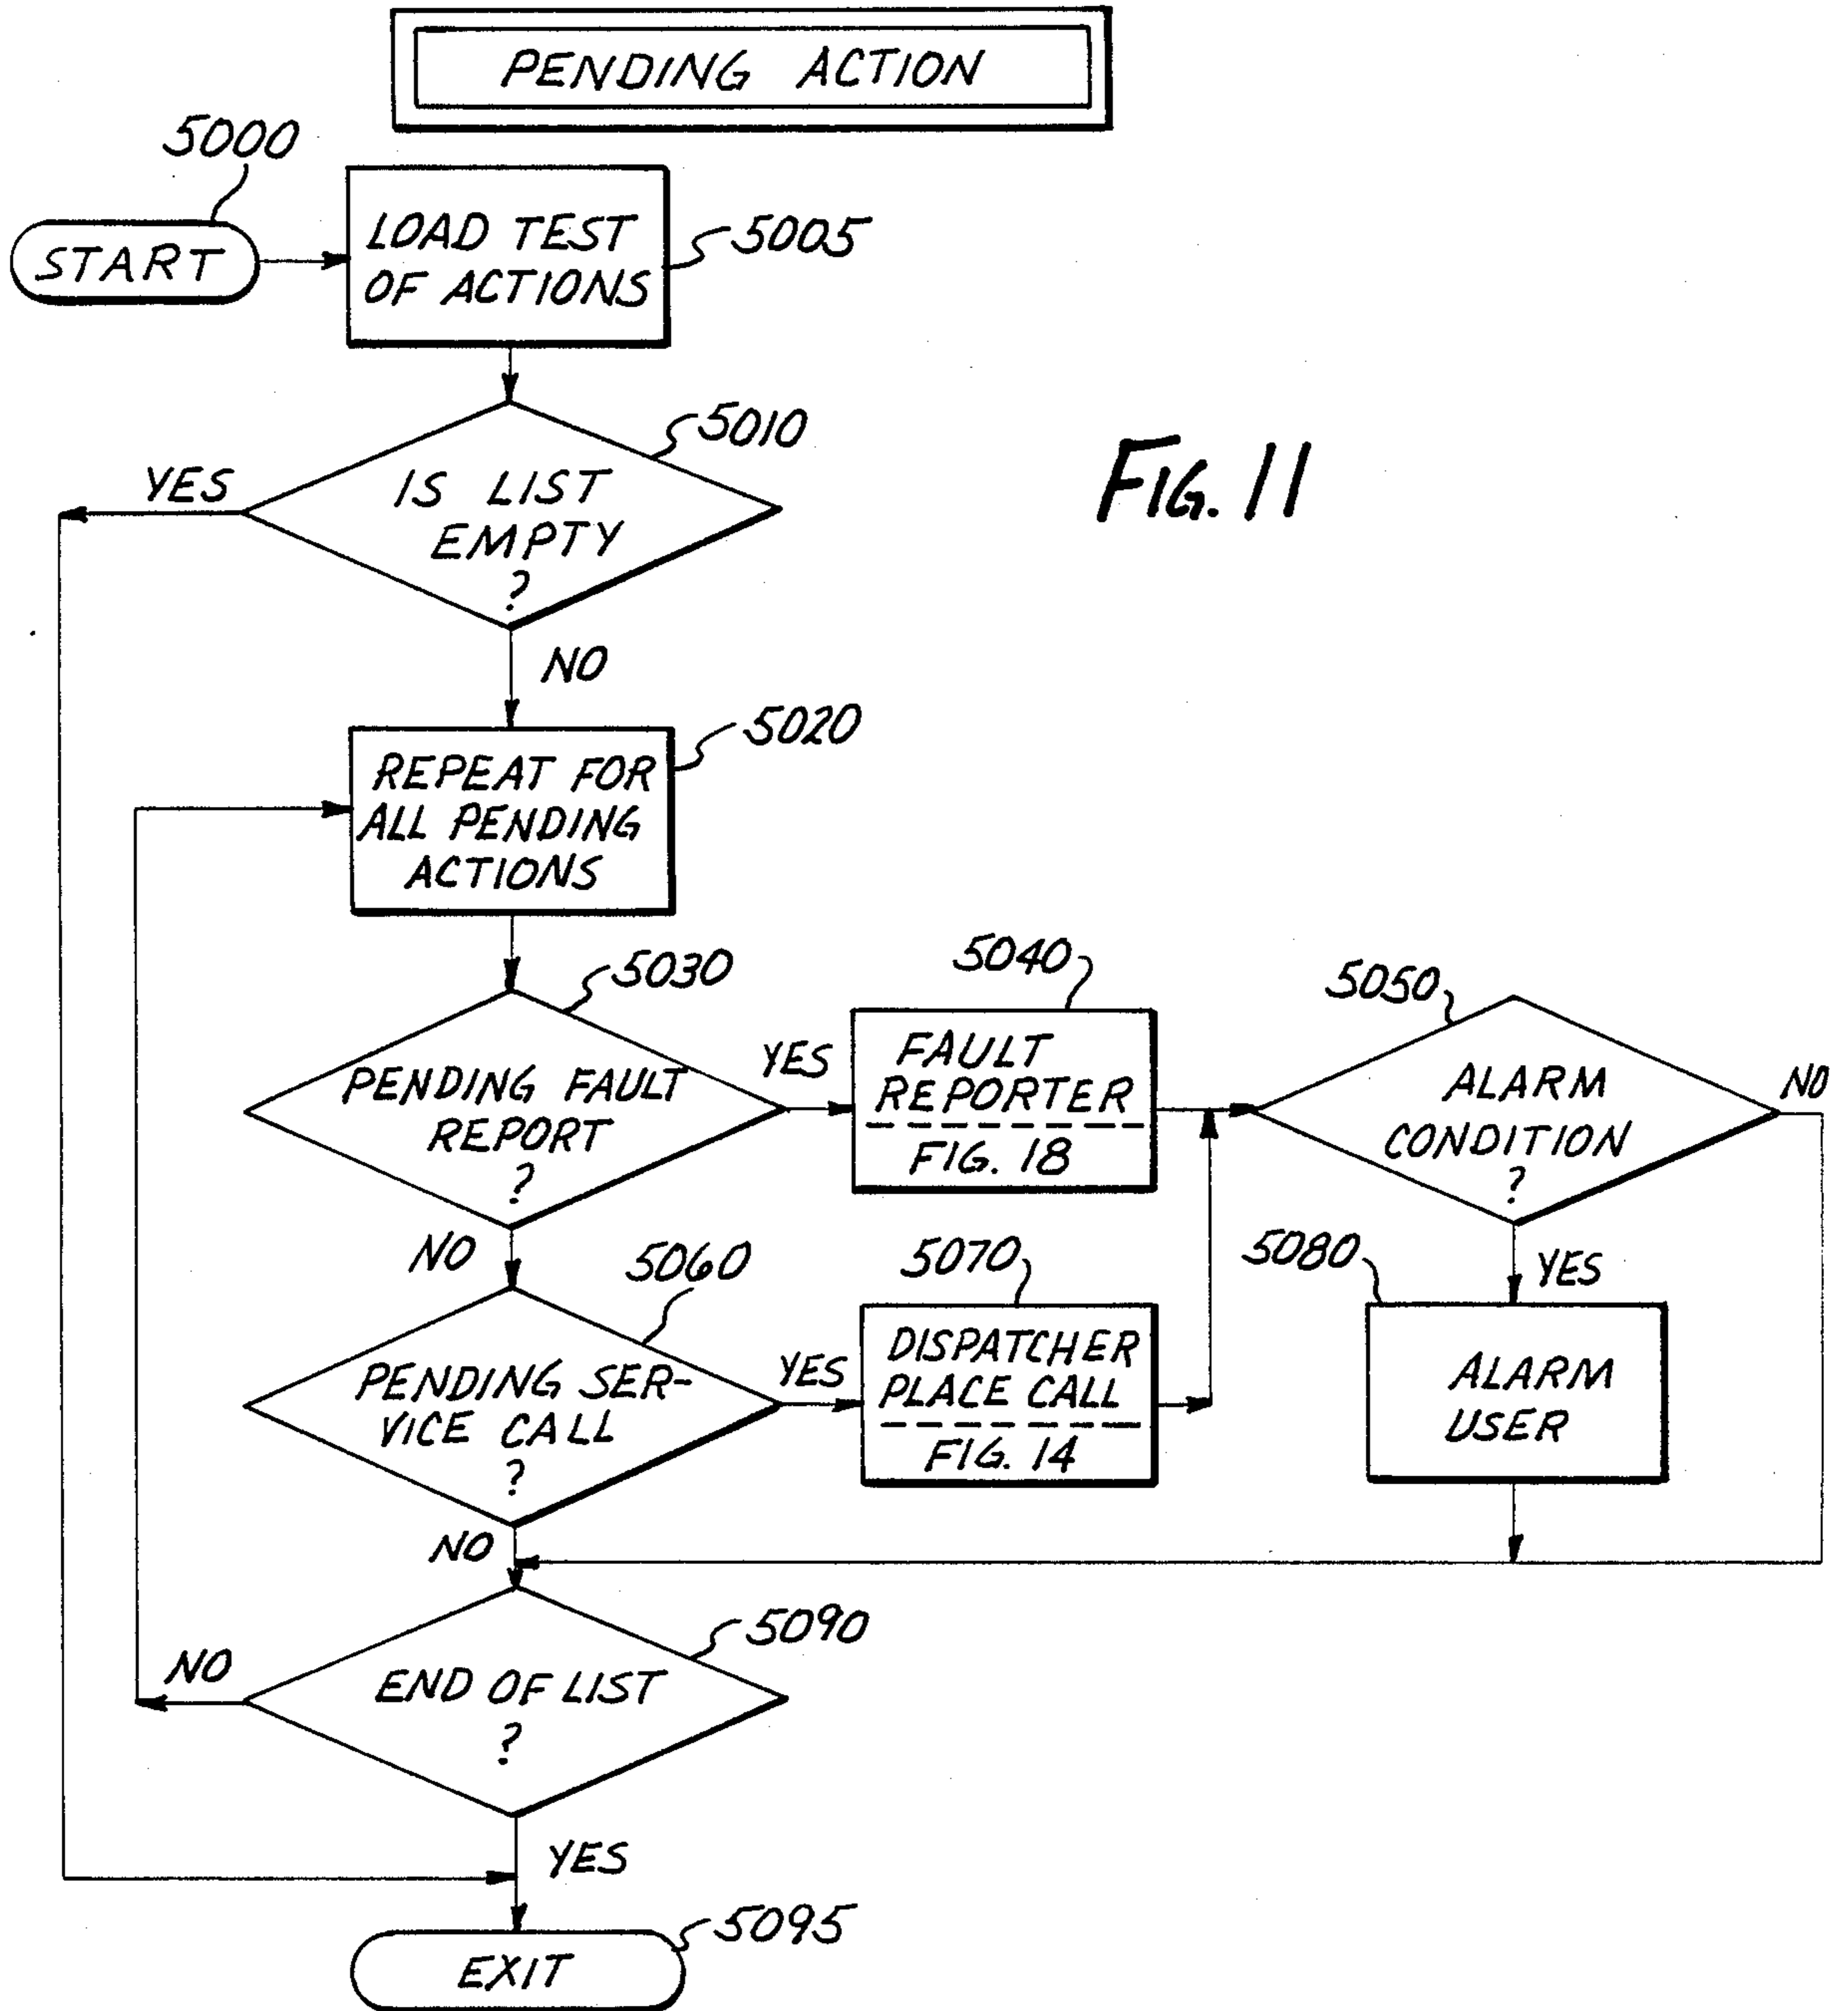 PENDING ACTION
5000
START
LOAD TEST
OF ACTIONS
5005
5010
FIG. 11
YES
IS LIST
EMPTY
?
NO
5020
REPEAT FOR
ALL PENDING
ACTIONS
5030
5040
5050
PENDING FAULT
REPORT
?
YES
FAULT
REPORTER
FIG. 18
ALARM
CONDITION
?
NO
NO
5060
5070
5080
YES
PENDING SER-
VICE CALL
?
YES
DISPATCHER
PLACE CALL
FIG. 14
ALARM
USER
NO
5090
NO
END OF LIST
?
YES
5095
EXIT